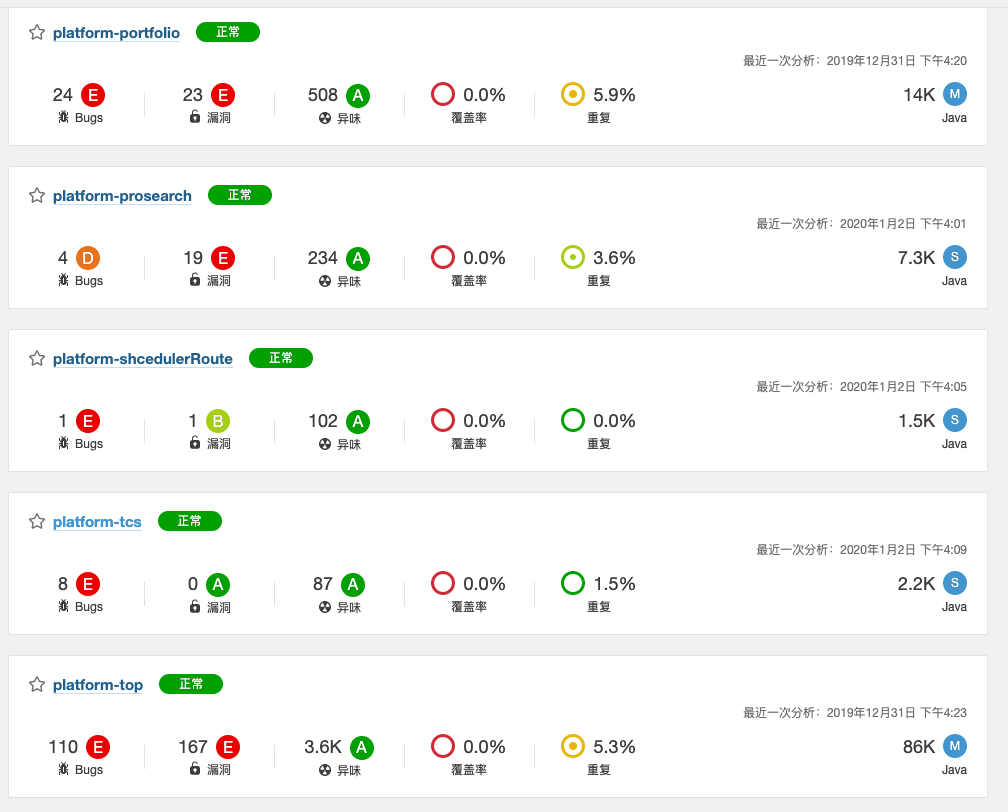 platform-portfolio 正常
最近一次分析：2019年12月31日 下午4:20
24 E 23 E 508 A 0.0% 5.9% 14K M
Bugs 漏洞 异味 覆盖率 重复 Java
platform-prosearch 正常
最近一次分析：2020年1月2日 下午4:01
4 D 19 E 234 A 0.0% 3.6% 7.3K S
Bugs 漏洞 异味 覆盖率 重复 Java
platform-shcedulerRoute 正常
最近一次分析：2020年1月2日 下午4:05
1 E 1 B 102 A 0.0% 0.0% 1.5K S
Bugs 漏洞 异味 覆盖率 重复 Java
platform-tcs 正常
最近一次分析：2020年1月2日 下午4:09
8 E 0 A 87 A 0.0% 1.5% 2.2K S
Bugs 漏洞 异味 覆盖率 重复 Java
platform-top 正常
最近一次分析：2019年12月31日 下午4:23
110 E 167 E 3.6K A 0.0% 5.3% 86K M
Bugs 漏洞 异味 覆盖率 重复 Java